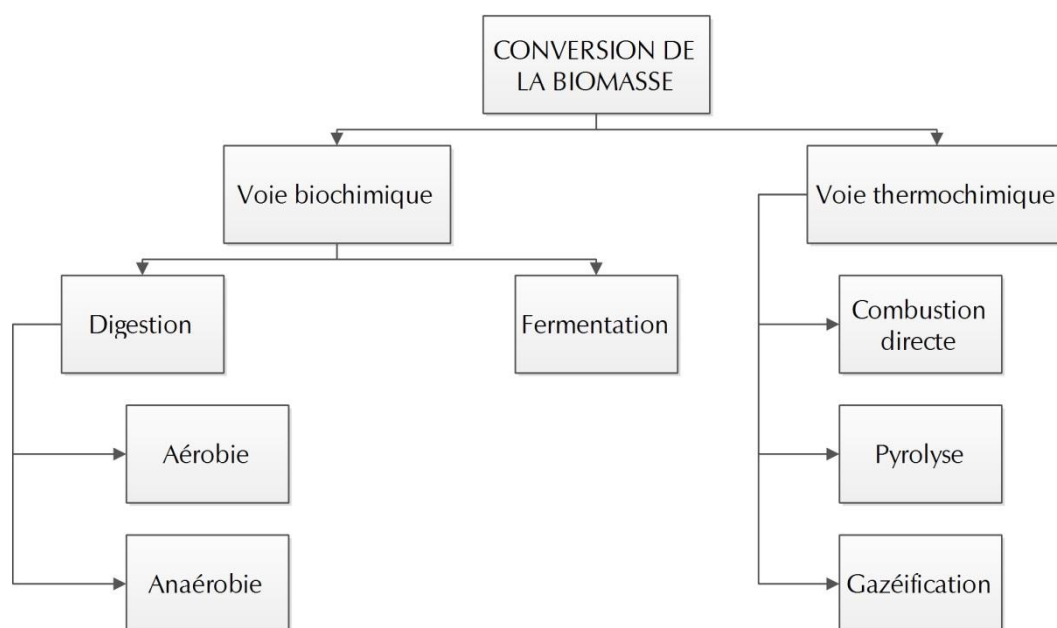 CONVERSION DE
LA BIOMASSE
Voie biochimique
Voie thermochimique
Digestion
Fermentation
Combustion
directe
Aérobie
Pyrolyse
Anaérobie
Gazéification